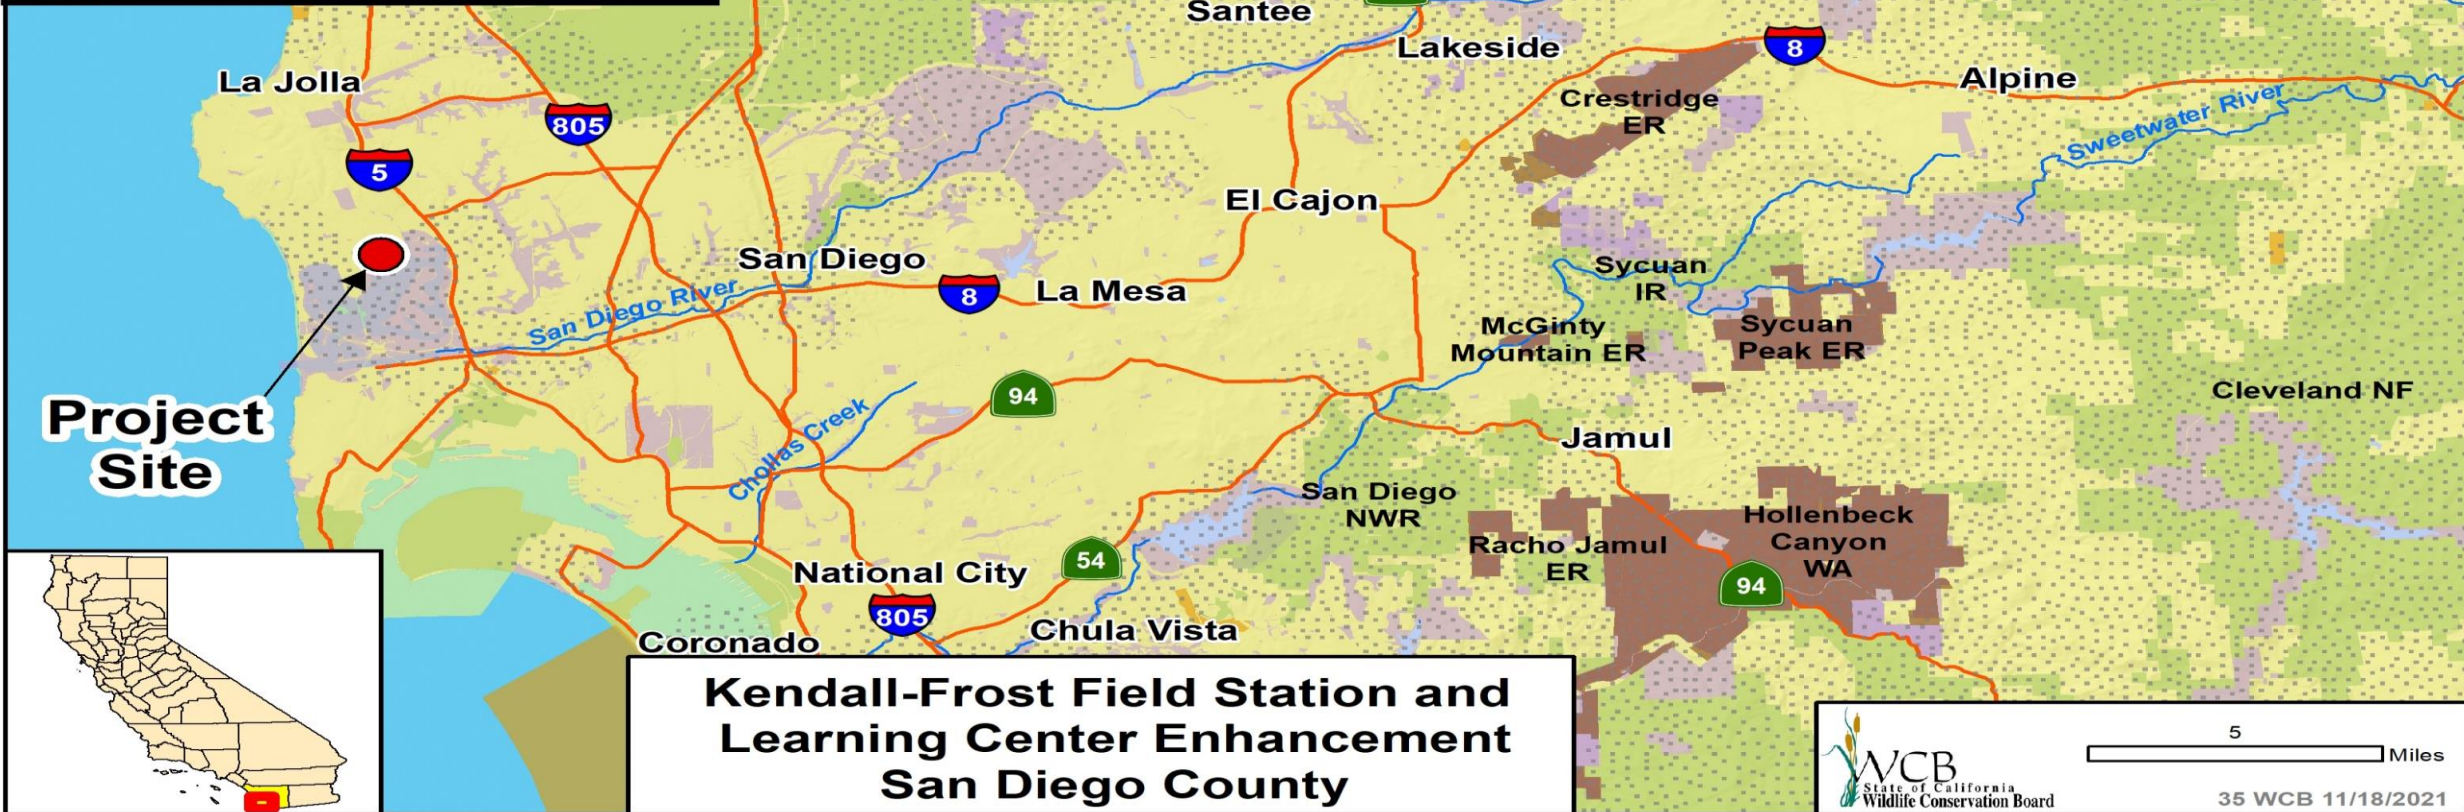 Santee
Lakeside
8
La Jolla
Alpine
805
Crestridge
ER
Sweetwater River
5
El Cajon
San Diego
Sycuan
IR
8
La Mesa
San Diego River
McGinty
Mountain ER
Sycuan
Peak ER
Cleveland NF
94
Project
Site
Chollas Creek
Jamul
San Diego
NWR
Hollenbeck
Canyon
WA
Racho Jamul
ER
54
National City
94
805
Chula Vista
Coronado
Kendall-Frost Field Station and
Learning Center Enhancement
San Diego County
WCB
State of California
Wildlife Conservation Board
5
Miles
35 WCB 11/18/2021